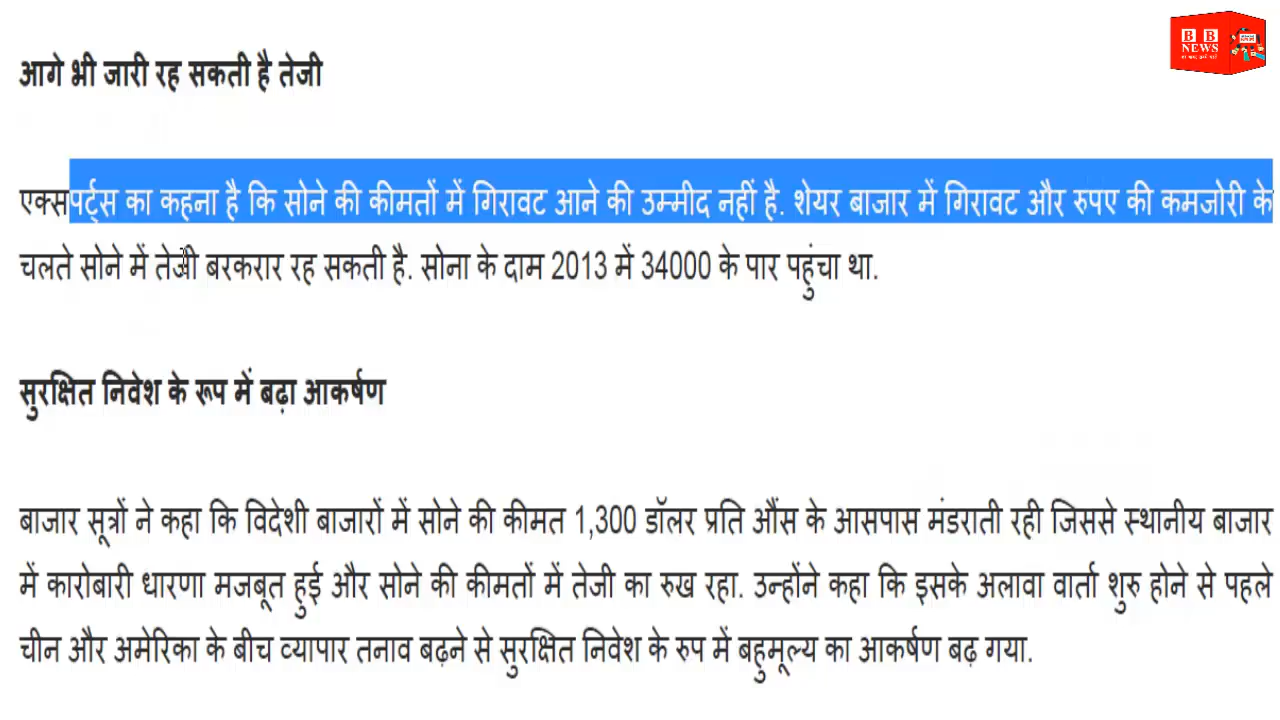 B B
NEWS
आगे भी जारी रह सकती है तेजी
एक्सपर्ट्स का कहना है कि सोने की कीमतों में गिरावट आने की उम्मीद नहीं है. शेयर बाजार में गिरावट और रुपए की कमजोरी के
चलते सोने में तेजी बरकरार रह सकती है. सोना के दाम 2013 में 34000 के पार पहुंचा था.
सुरक्षित निवेश के रूप में बढ़ा आकर्षण
बाजार सूत्रों ने कहा कि विदेशी बाजारों में सोने की कीमत 1,300 डॉलर प्रति औंस के आसपास मंडराती रही जिससे स्थानीय बाजार
में कारोबारी धारणा मजबूत हुई और सोने की कीमतों में तेजी का रुख रहा. उन्होंने कहा कि इसके अलावा वार्ता शुरु होने से पहले
चीन और अमेरिका के बीच व्यापार तनाव बढ़ने से सुरक्षित निवेश के रुप में बहुमूल्य का आकर्षण बढ़ गया.